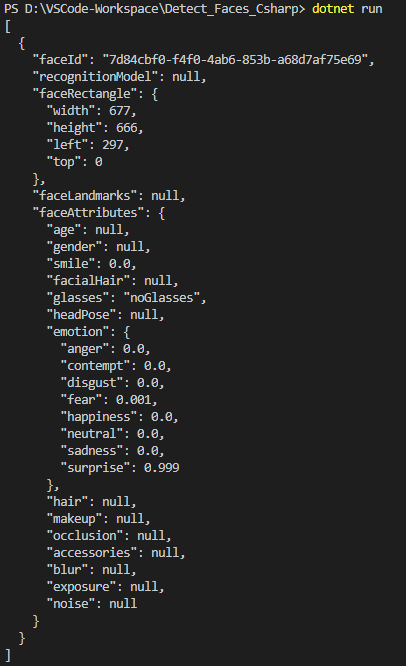 PS D:\VSCode-Workspace\Detect_Faces_Csharp> dotnet run
[
  {
    "faceId": "7d84cbf0-f4f0-4ab6-853b-a68d7af75e69",
    "recognitionModel": null,
    "faceRectangle": {
      "width": 677,
      "height": 666,
      "left": 297,
      "top": 0
    },
    "faceLandmarks": null,
    "faceAttributes": {
      "age": null,
      "gender": null,
      "smile": 0.0,
      "facialHair": null,
      "glasses": "noGlasses",
      "headPose": null,
      "emotion": {
        "anger": 0.0,
        "contempt": 0.0,
        "disgust": 0.0,
        "fear": 0.001,
        "happiness": 0.0,
        "neutral": 0.0,
        "sadness": 0.0,
        "surprise": 0.999
      },
      "hair": null,
      "makeup": null,
      "occlusion": null,
      "accessories": null,
      "blur": null,
      "exposure": null,
      "noise": null
    }
  }
]